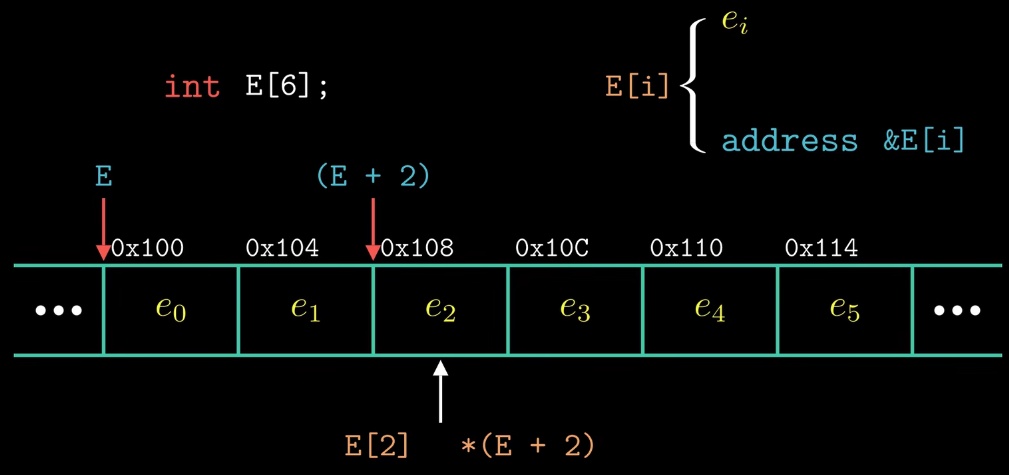 e_i
int E[6];
E[i]
address &E[i]
E (E + 2)
0x100 0x104 0x108 0x10C 0x110 0x114
... e_0 e_1 e_2 e_3 e_4 e_5 ...
E[2] *(E + 2)